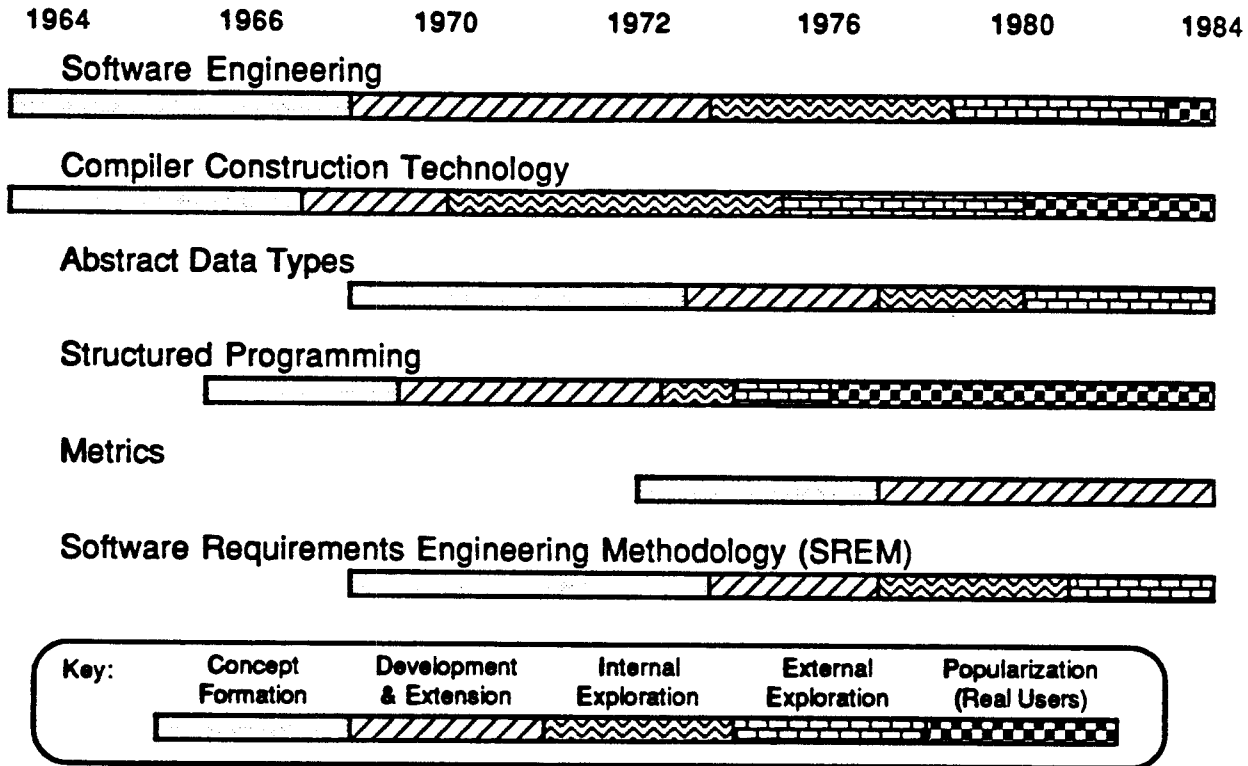 1964 1966 1970 1972 1976 1980 1984
Software Engineering
Compiler Construction Technology
Abstract Data Types
Structured Programming
Metrics
Software Requirements Engineering Methodology (SREM)
Key: Concept Development Internal External Popularization
Formation & Extension Exploration Exploration (Real Users)